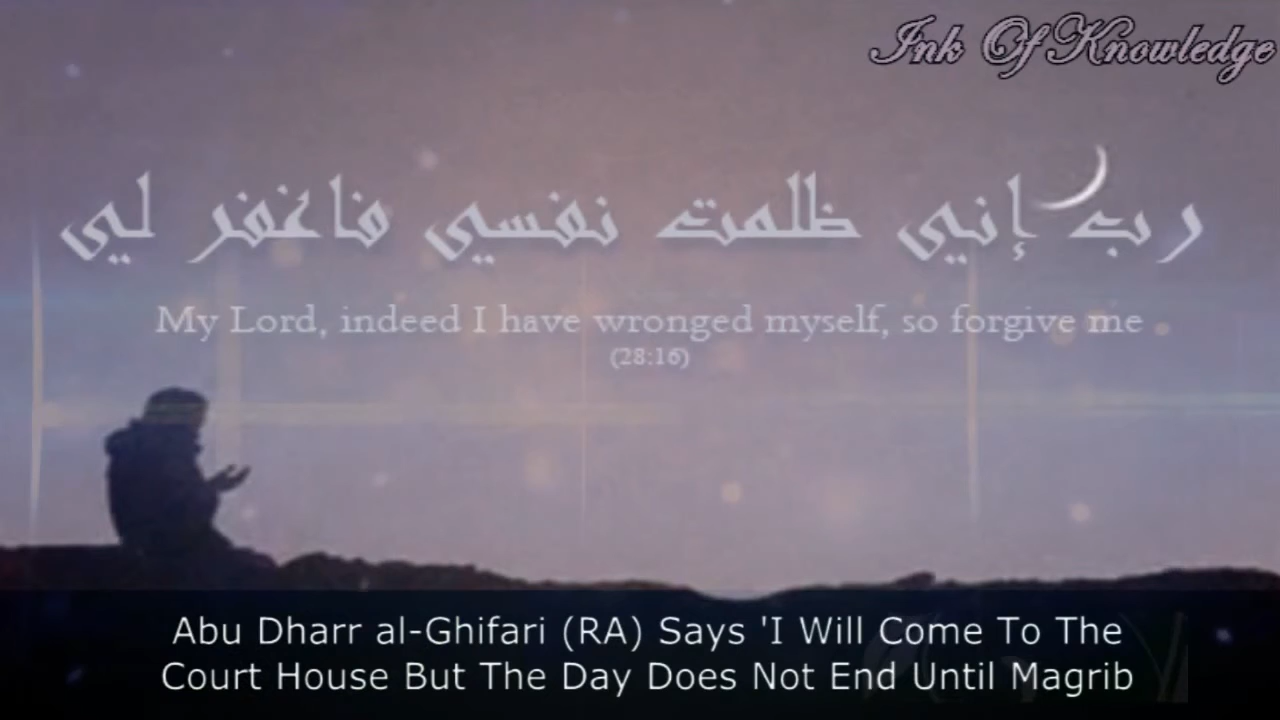 Ink Of Knowledge
رب إني ظلمت نفسي فاغفر لي
My Lord, indeed I have wronged myself, so forgive me
(28:16)
Abu Dharr al-Ghifari (RA) Says 'I Will Come To The
Court House But The Day Does Not End Until Magrib